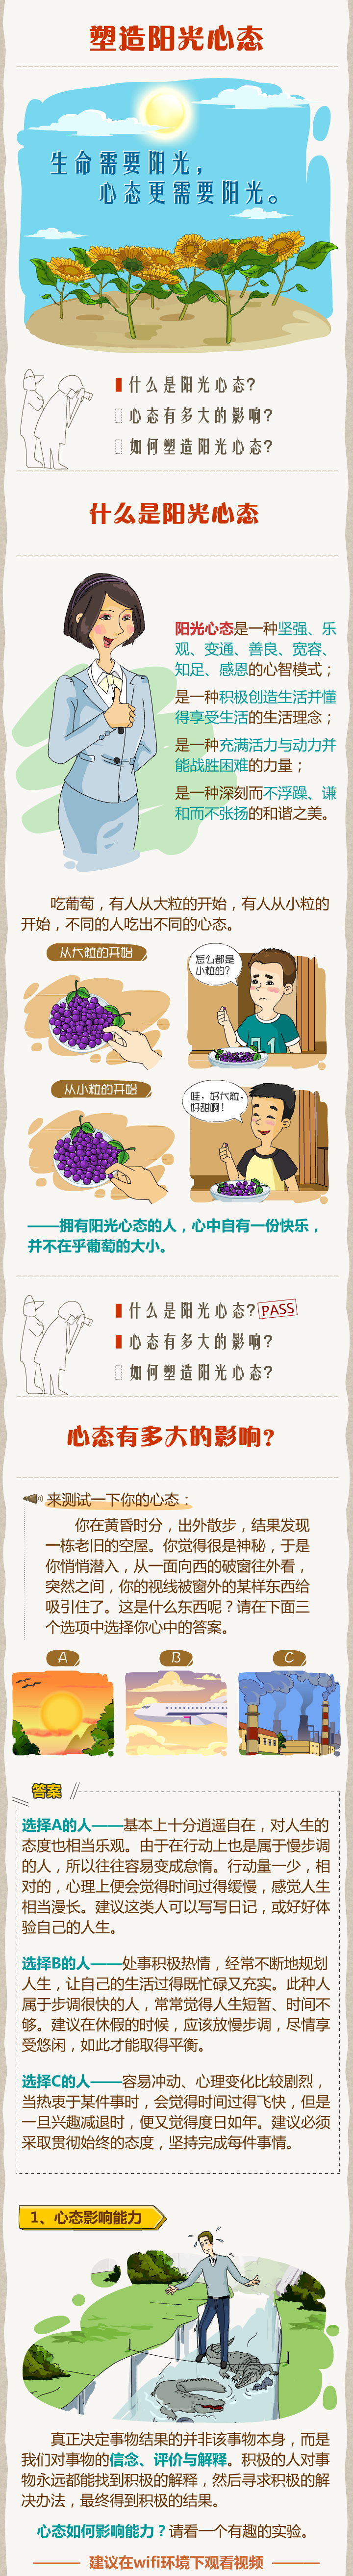 塑造阳光心态
生命需要阳光，
心态更需要阳光。
什么是阳光心态?
心态有多大的影响?
如何塑造阳光心态?
什么是阳光心态
阳光心态是一种坚强、乐
观、变通、善良、宽容、
知足、感恩的心智模式；
是一种积极创造生活并懂
得享受生活的生活理念；
是一种充满活力与动力并
能战胜困难的力量；
是一种深刻而不浮躁、谦
和而不张扬的和谐之美。
吃葡萄，有人从大粒的开始，有人从小粒的
开始，不同的人吃出不同的心态。
从大粒的开始
怎么都是
小粒的?
从小粒的开始
哇，好大粒，
好甜啊！
——拥有阳光心态的人，心中自有一份快乐，
并不在乎葡萄的大小。
什么是阳光心态? PASS
心态有多大的影响?
如何塑造阳光心态?
心态有多大的影响?
来测试一下你的心态：
你在黄昏时分，出外散步，结果发现
一栋老旧的空屋。你觉得很是神秘，于是
你悄悄潜入，从一面向西的破窗往外看，
突然之间，你的视线被窗外的某样东西给
吸引住了。这是什么东西呢？请在下面三
个选项中选择你心中的答案。
A B C
答案
选择A的人——基本上十分逍遥自在，对人生的
态度也相当乐观。由于在行动上也是属于慢步调
的人，所以往往容易变成怠惰。行动量一少，相
对的，心理上便会觉得时间过得缓慢，感觉人生
相当漫长。建议这类人可以写写日记，或好好体
验自己的人生。
选择B的人——处事积极热情，经常不断地规划
人生，让自己的生活过得既忙碌又充实。此种人
属于步调很快的人，常常觉得人生短暂、时间不
够。建议在休假的时候，应该放慢步调，尽情享
受悠闲，如此才能取得平衡。
选择C的人——容易冲动、心理变化比较剧烈，
当热衷于某件事时，会觉得时间过得飞快，但是
一旦兴趣减退时，便又觉得度日如年。建议必须
采取贯彻始终的态度，坚持完成每件事情。
1、心态影响能力
真正决定事物结果的并非该事物本身，而是
我们对事物的信念、评价与解释。积极的人对事
物永远都能找到积极的解释，然后寻求积极的解
决办法，最终得到积极的结果。
心态如何影响能力？请看一个有趣的实验。
建议在wifi环境下观看视频